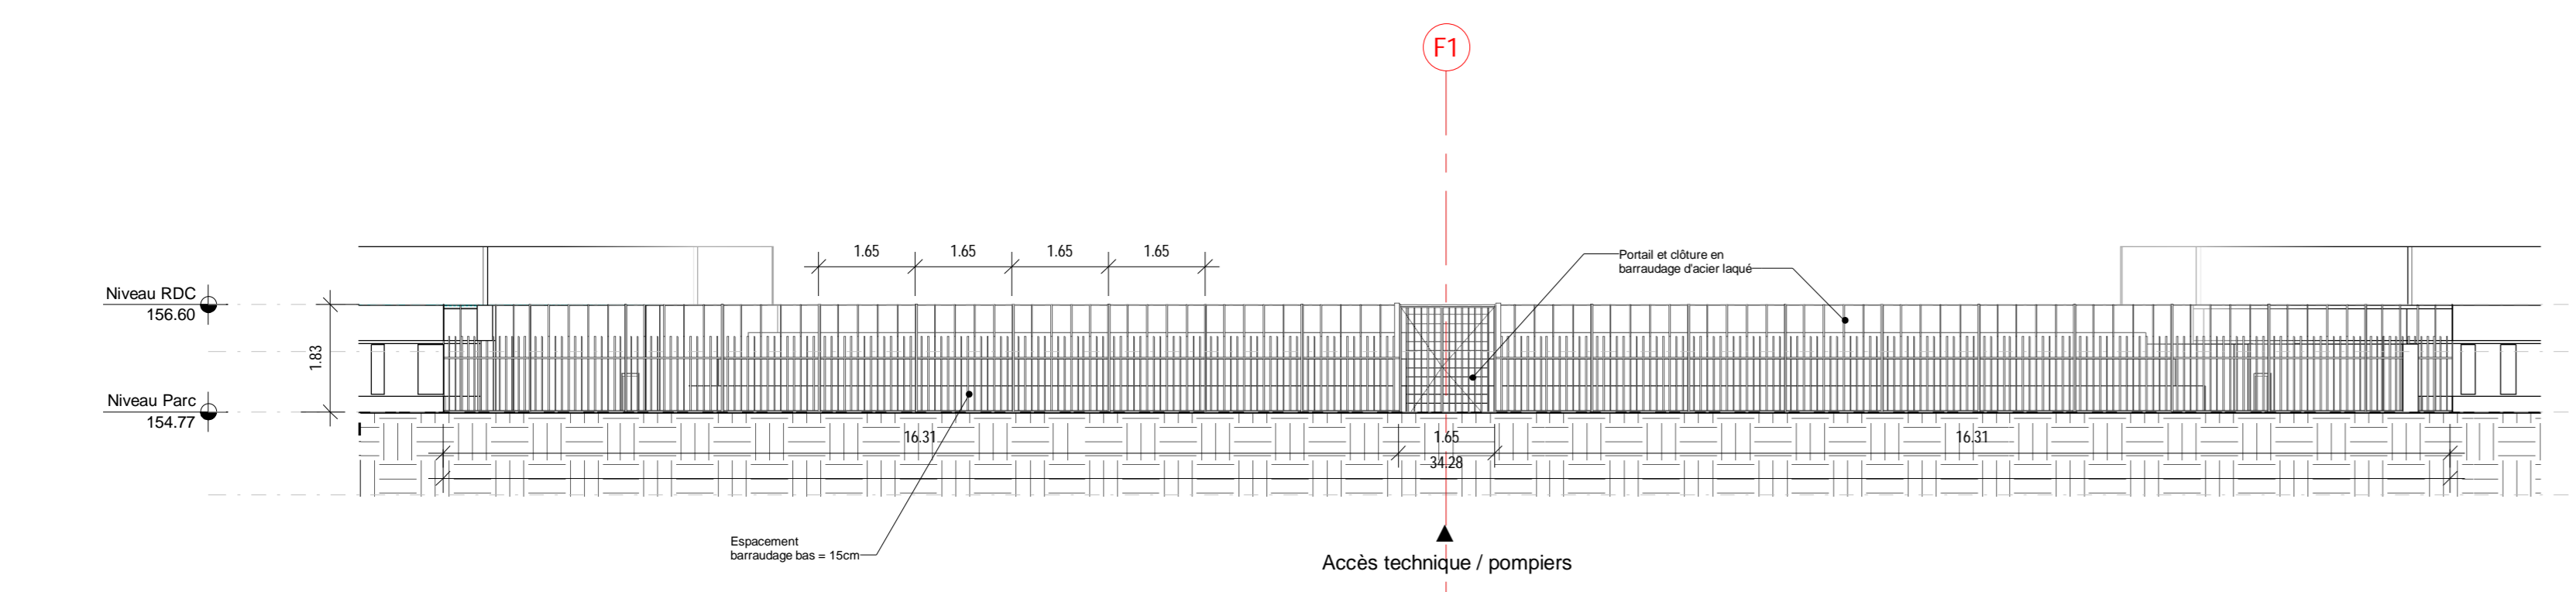 F1
1.65 1.65 1.65 1.65
Portail et clôture en
barraudage d'acier laqué
Niveau RDC
156.60
1.83
Niveau Parc
154.77
16.31 1.65 16.31
34.28
Espacement
barraudage bas = 15cm
Accès technique / pompiers